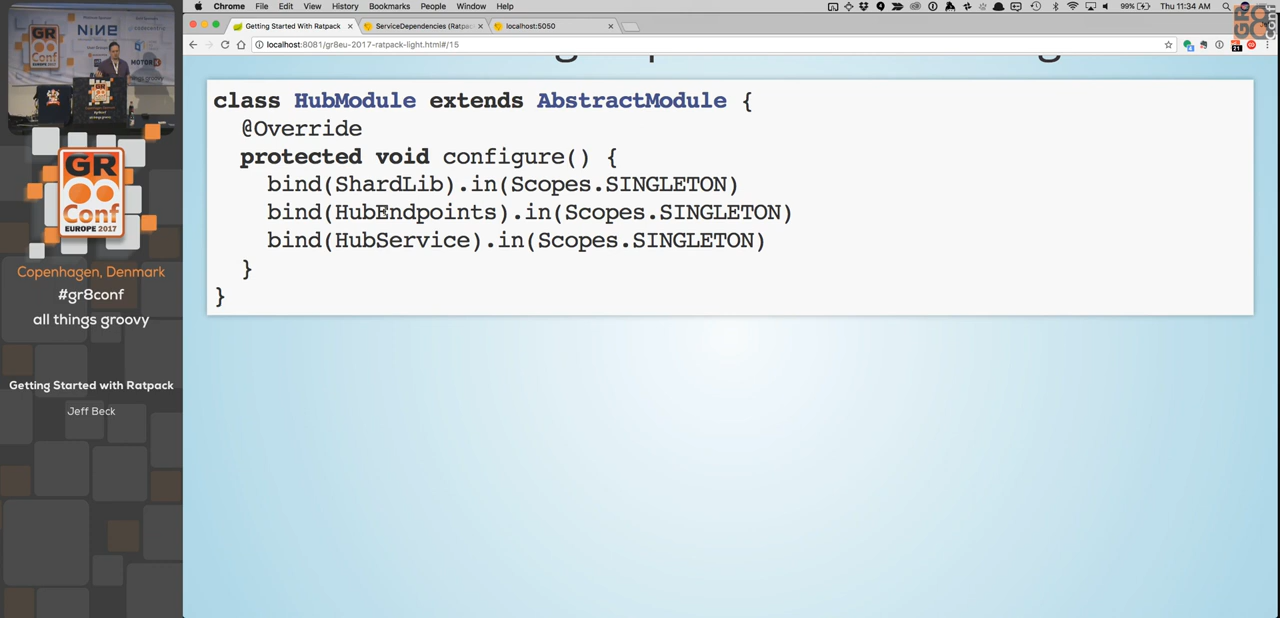 Chrome File Edit View History Bookmarks People Window Help 99% Thu 11:34 AM
Getting Started With Ratpack ServiceDependencies (Ratpa localhost:5050
localhost:8081/gr8eu-2017-ratpack-light.html#/15
class HubModule extends AbstractModule {
@Override
protected void configure() {
bind(ShardLib).in(Scopes.SINGLETON)
bind(HubEndpoints).in(Scopes.SINGLETON)
bind(HubService).in(Scopes.SINGLETON)
}
}
GR
Conf
EUROPE 2017
Copenhagen, Denmark
#gr8conf
all things groovy
Getting Started with Ratpack
Jeff Beck